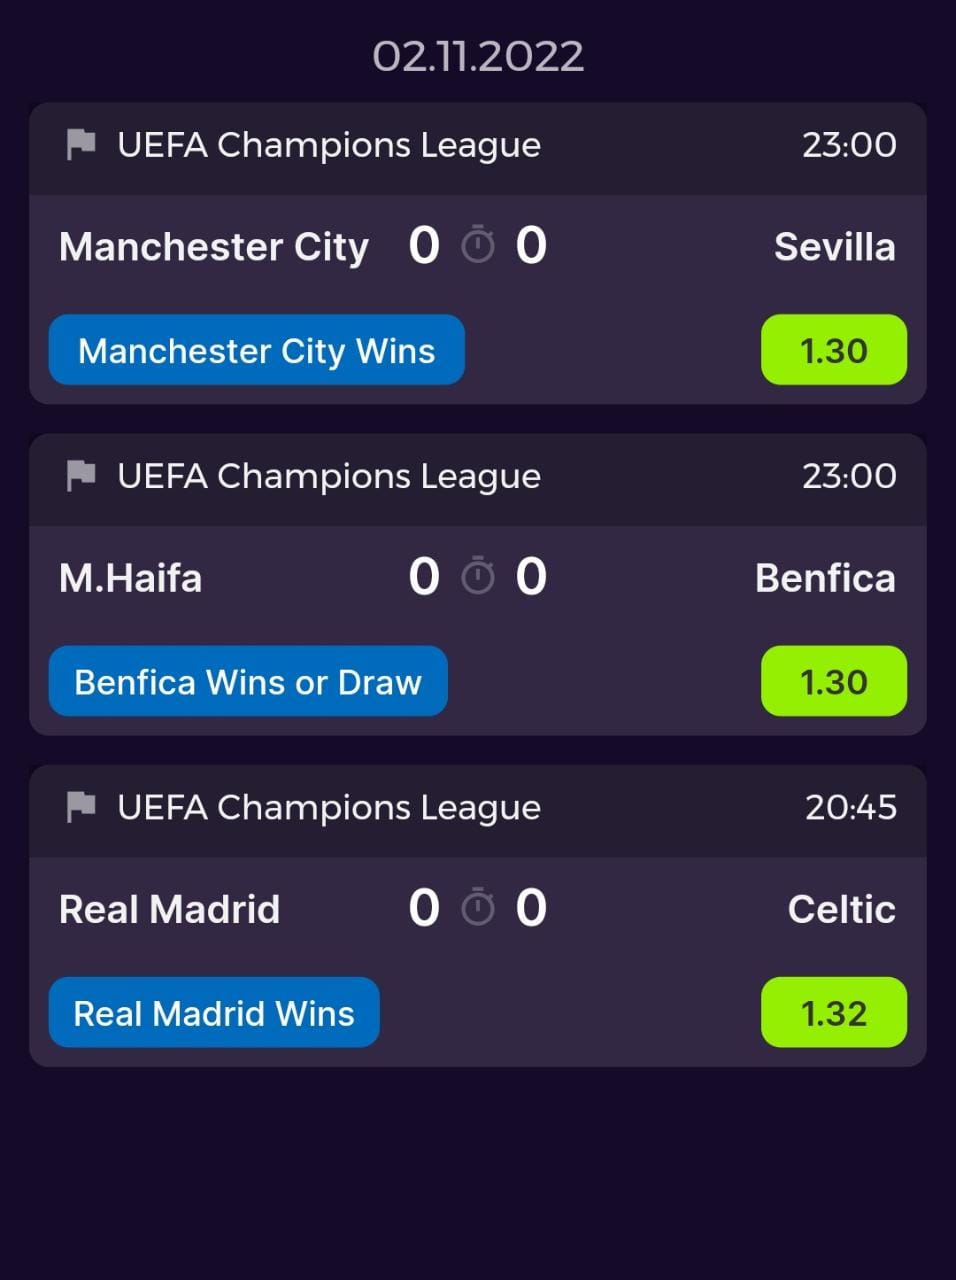 02.11.2022
UEFA Champions League 23:00
Manchester City 0 0 Sevilla
Manchester City Wins 1.30
UEFA Champions League 23:00
M.Haifa 0 0 Benfica
Benfica Wins or Draw 1.30
UEFA Champions League 20:45
Real Madrid 0 0 Celtic
Real Madrid Wins 1.32